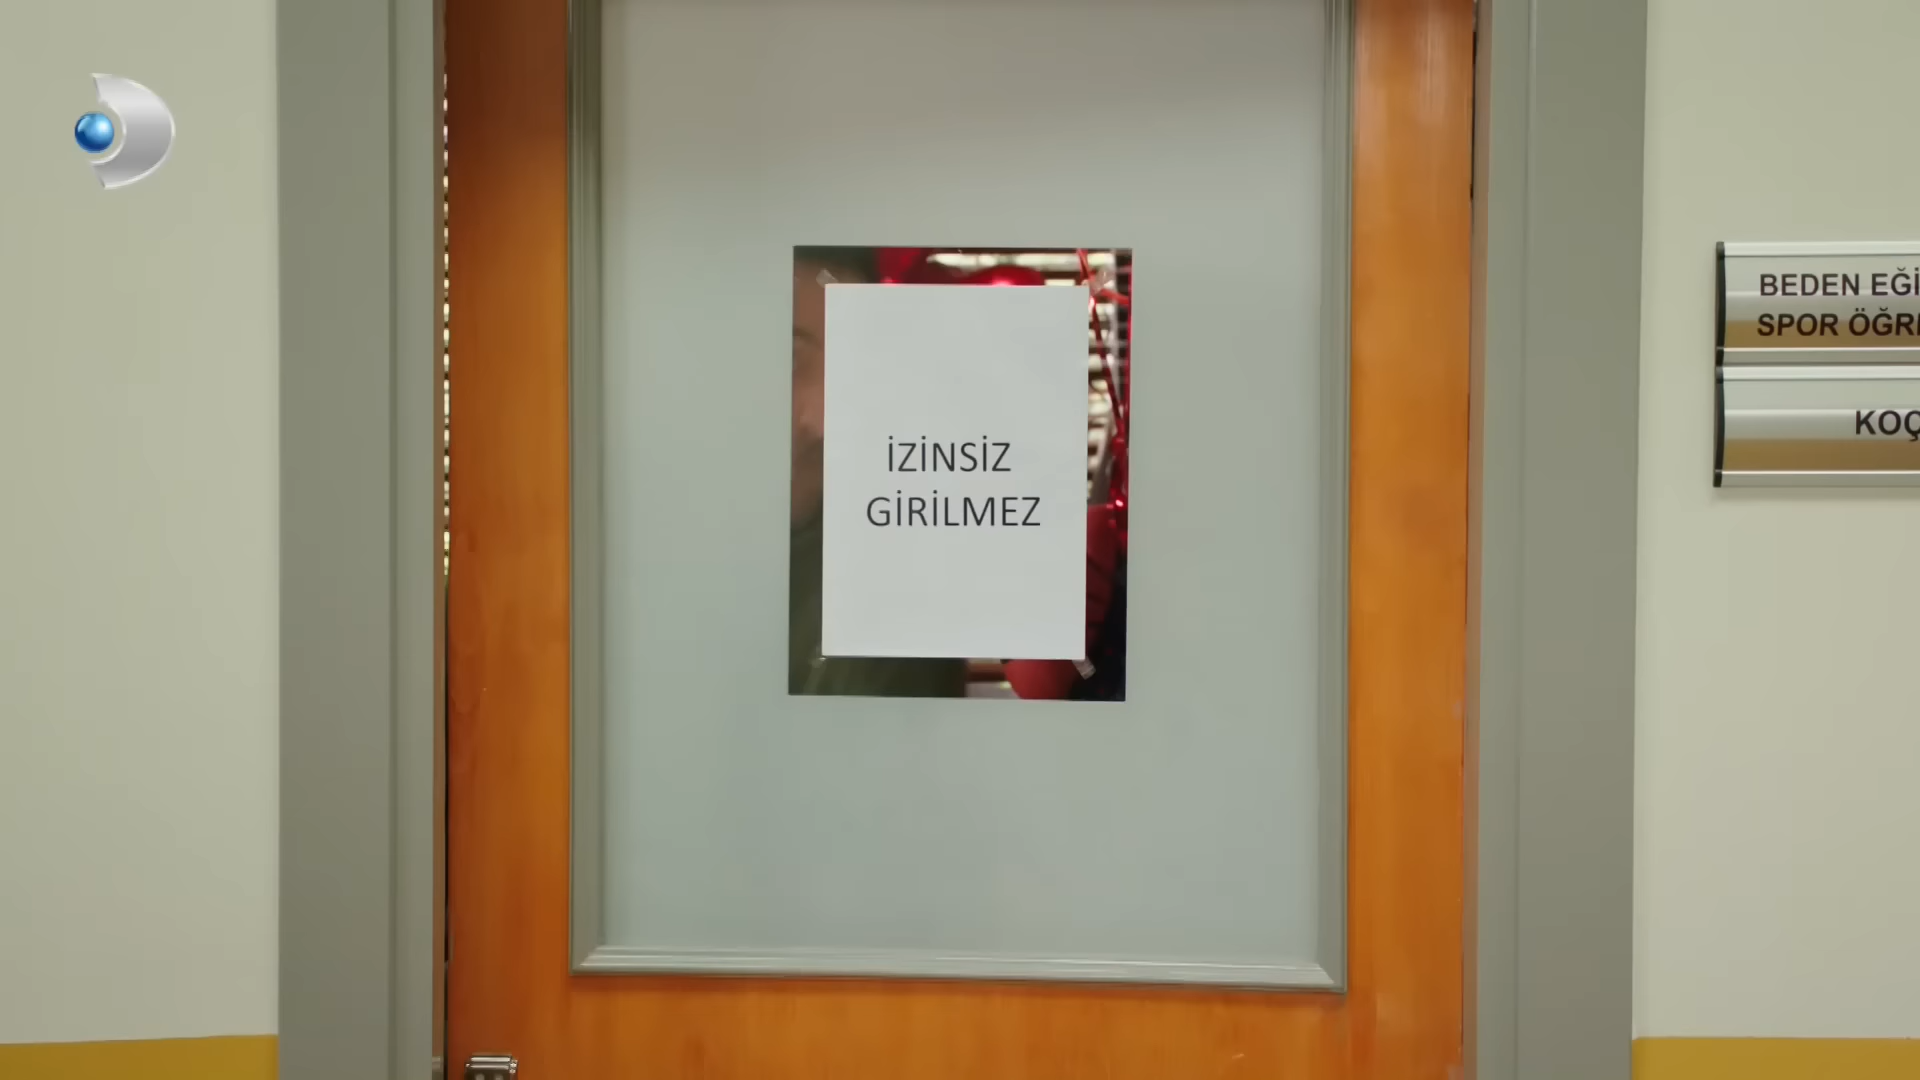 İZİNSİZ
GİRİLMEZ
BEDEN EĞİ
SPOR ÖĞR
KOÇ